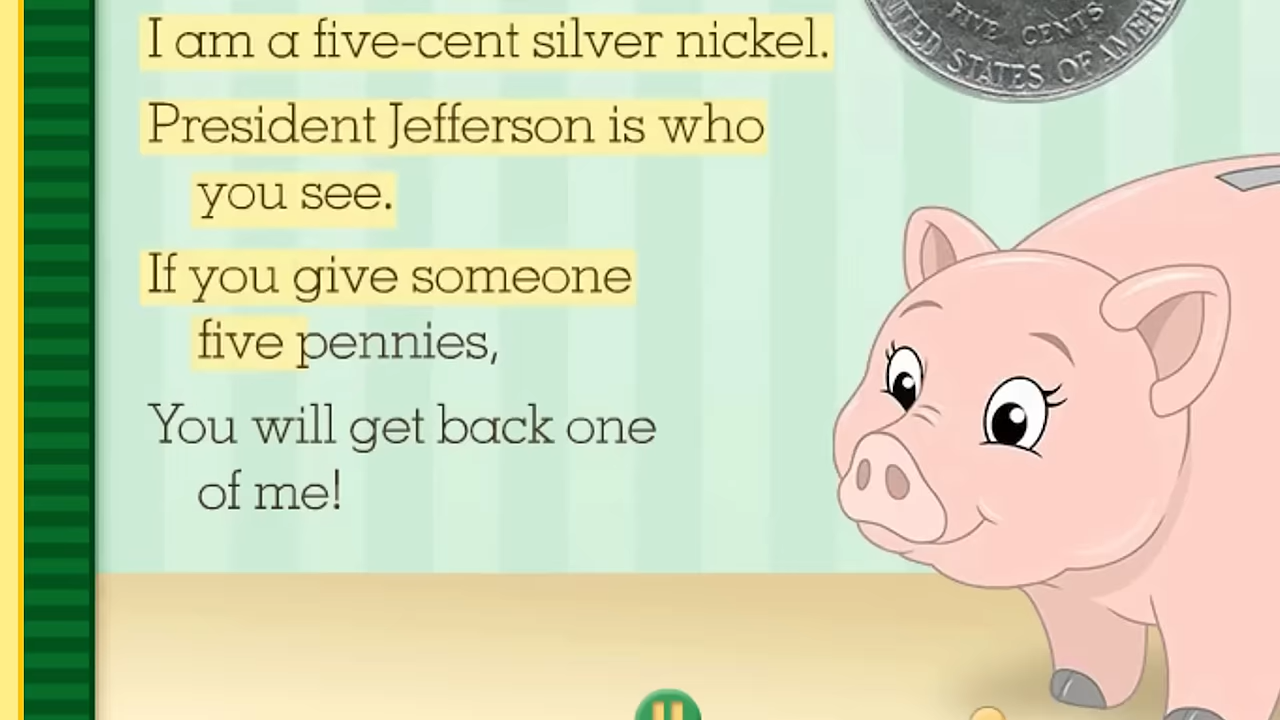 I am a five-cent silver nickel.
FIVE CENTS
UNITED STATES OF AMERICA
President Jefferson is who
you see.
If you give someone
five pennies,
You will get back one
of me!